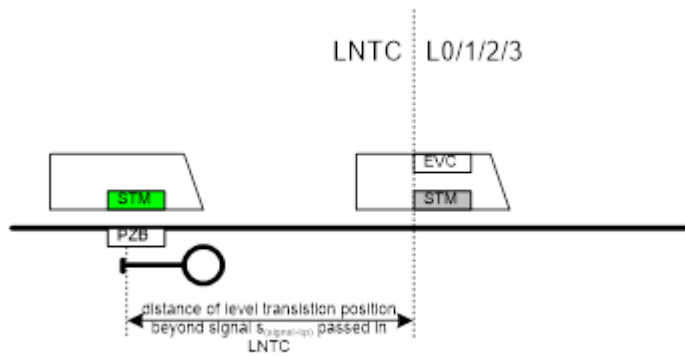 LNTC L0/1/2/3
EVC
STM STM
PZB
distance of level transistion position
beyond signal s(signal-ltp) passed in
LNTC